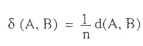 δ (A, B) = 1/n d(A, B)